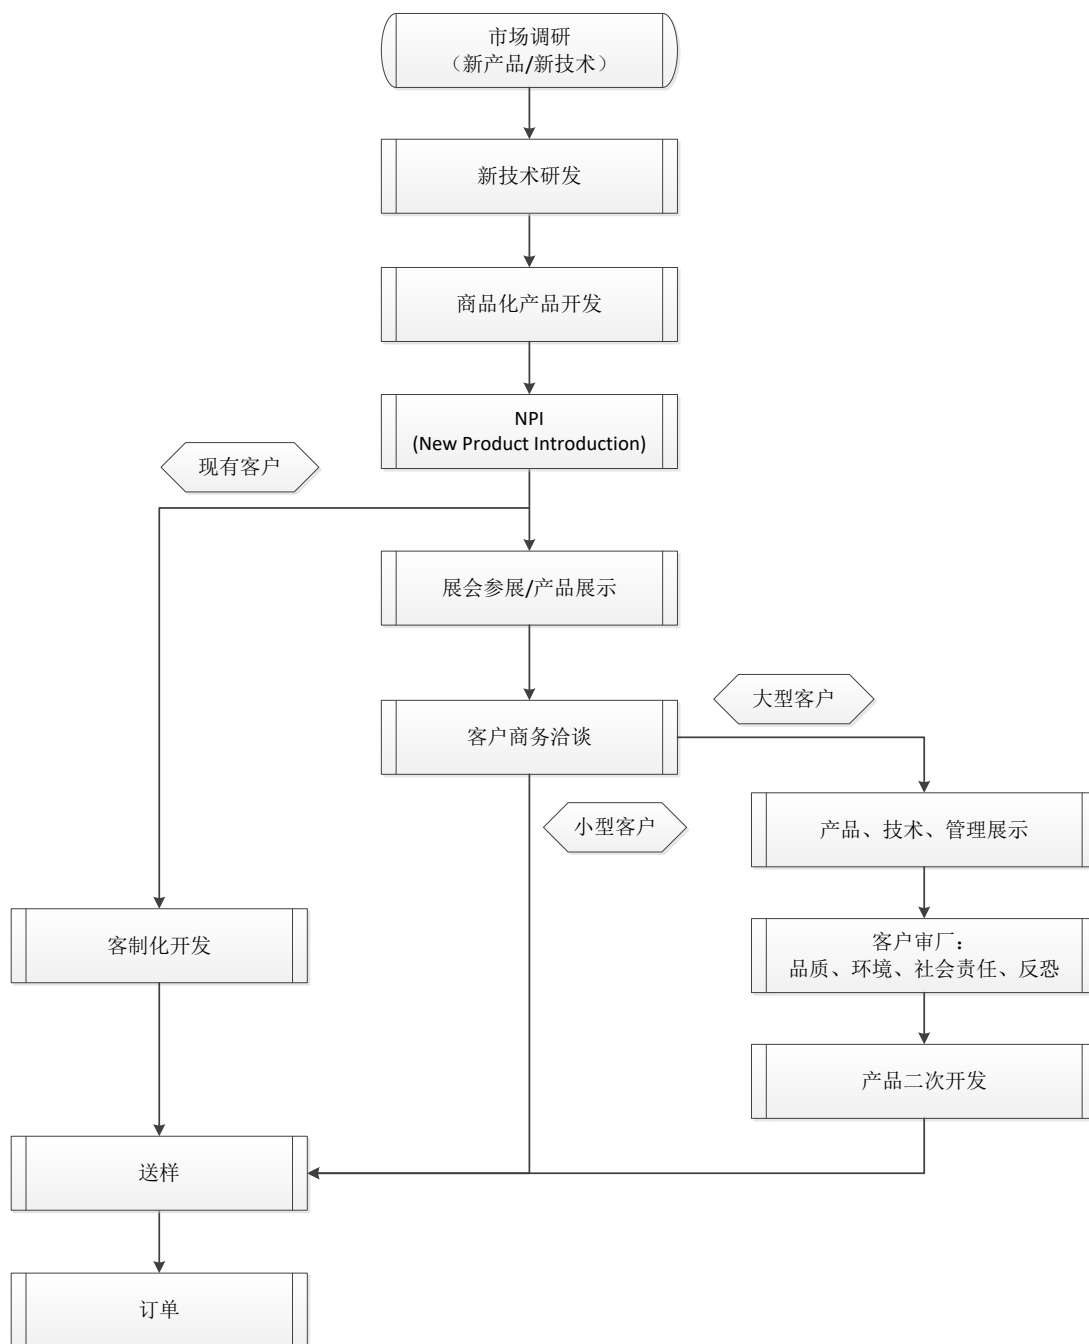 市场调研
（新产品/新技术）
新技术研发
商品化产品开发
NPI
(New Product Introduction)
现有客户
展会参展/产品展示
大型客户
客户商务洽谈
小型客户
产品、技术、管理展示
客制化开发
客户审厂：
品质、环境、社会责任、反恐
产品二次开发
送样
订单